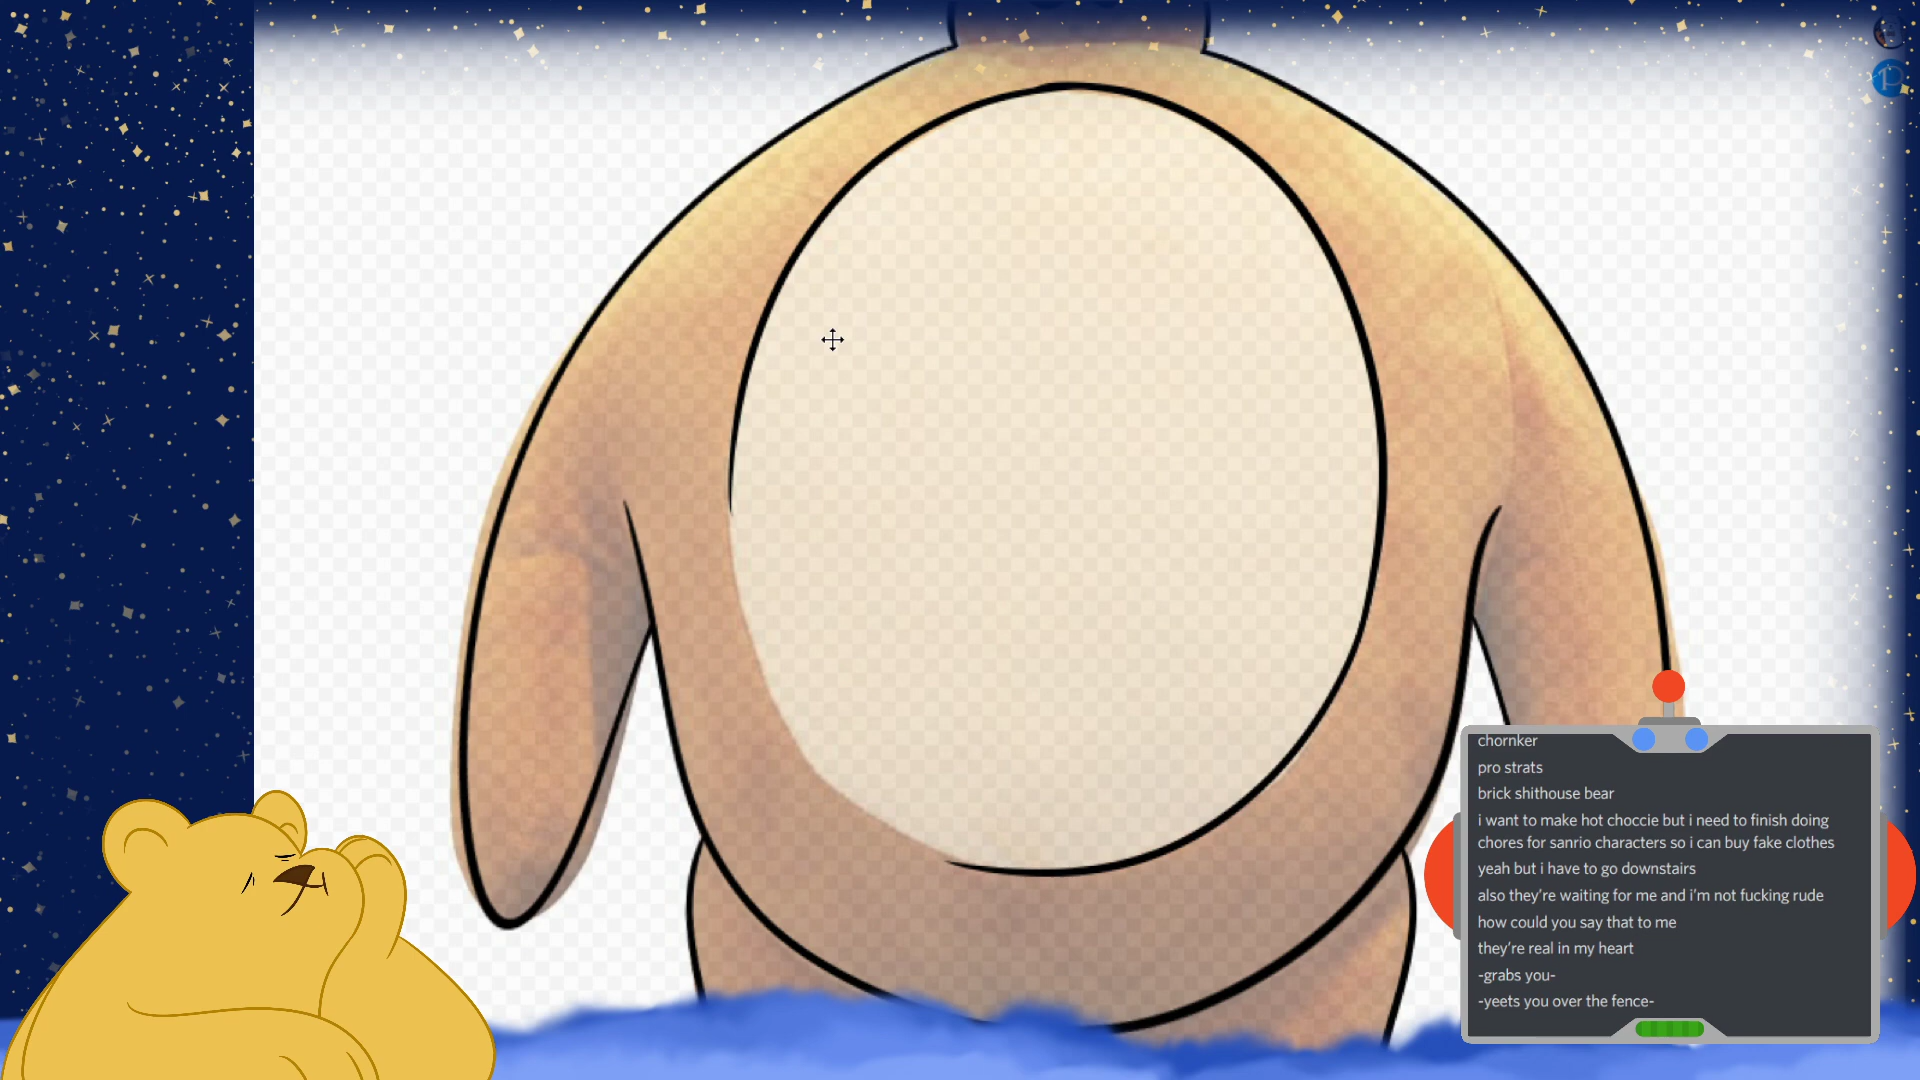 chornker
pro strats
brick shithouse bear
i want to make hot choccie but i need to finish doing
chores for sanrio characters so i can buy fake clothes
yeah but i have to go downstairs
also they're waiting for me and i'm not fucking rude
how could you say that to me
they're real in my heart
-grabs you-
-yeets you over the fence-